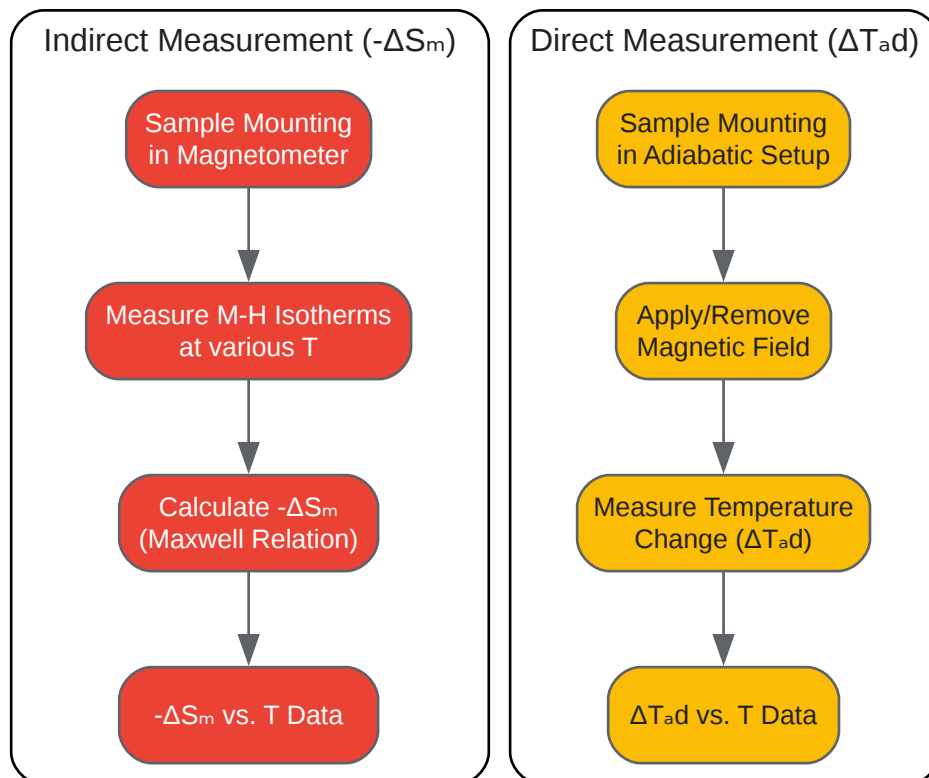 Indirect Measurement (-ΔSₘ)
Sample Mounting
in Magnetometer
Measure M-H Isotherms
at various T
Calculate -ΔSₘ
(Maxwell Relation)
-ΔSₘ vs. T Data
Direct Measurement (ΔTₐd)
Sample Mounting
in Adiabatic Setup
Apply/Remove
Magnetic Field
Measure Temperature
Change (ΔTₐd)
ΔTₐd vs. T Data